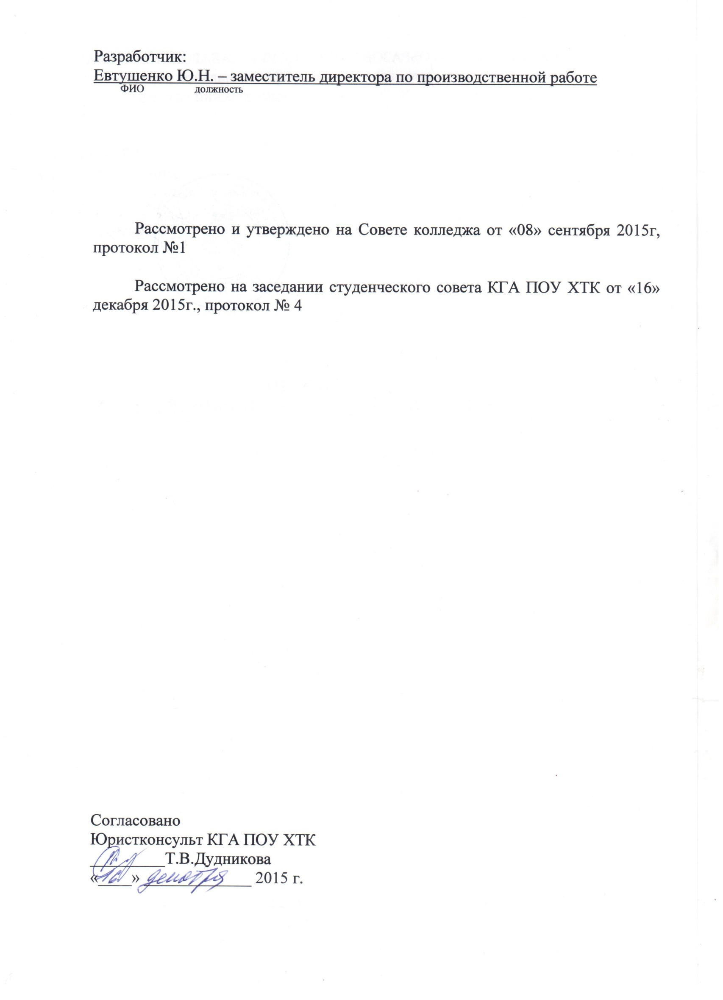 Разработчик:
Евтушенко Ю.Н. – заместитель директора по производственной работе
ФИО должность
Рассмотрено и утверждено на Совете колледжа от «08» сентября 2015г,
протокол №1
Рассмотрено на заседании студенческого совета КГА ПОУ ХТК от «16»
декабря 2015г., протокол № 4
Согласовано
Юристконсульт КГА ПОУ ХТК
_________Т.В.Дудникова
«16» декабря 2015 г.